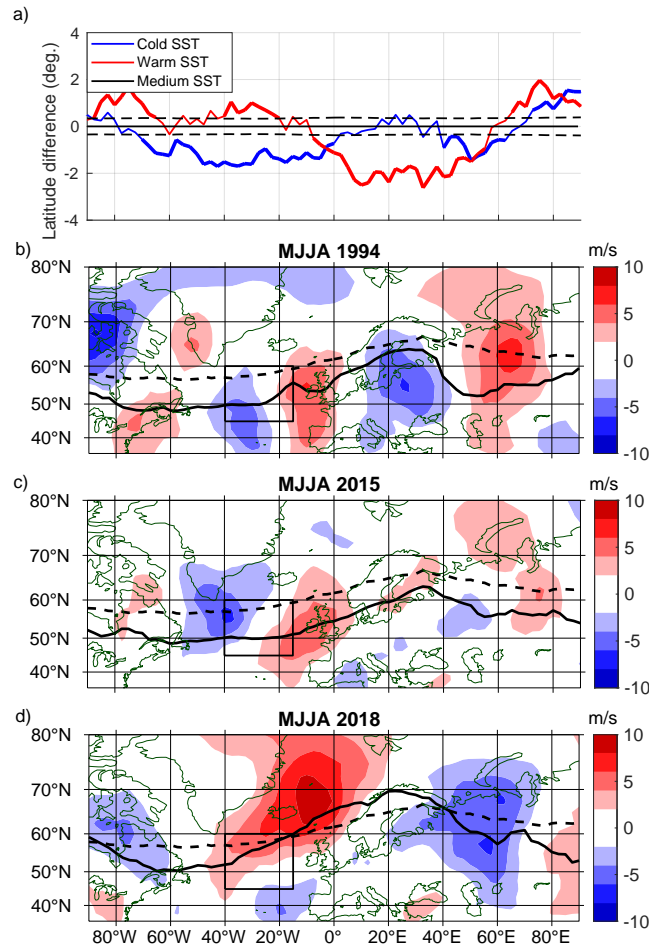 a)
Latitude difference (deg.)
4
2
0
-2
-4
Cold SST
Warm SST
Medium SST
b)
MJJA 1994
m/s
80°N
70°N
60°N
50°N
40°N
10
5
0
-5
-10
c)
MJJA 2015
m/s
80°N
70°N
60°N
50°N
40°N
10
5
0
-5
-10
d)
MJJA 2018
m/s
80°N
70°N
60°N
50°N
40°N
10
5
0
-5
-10
80°W 60°W 40°W 20°W 0°E 20°E 40°E 60°E 80°E